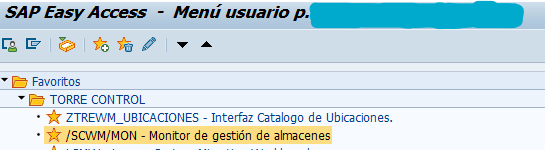 SAP Easy Access - Menú usuario p.
Favoritos
TORRE CONTROL
ZTREWM_UBICACIONES - Interfaz Catalogo de Ubicaciones.
/SCWM/MON - Monitor de gestión de almacenes